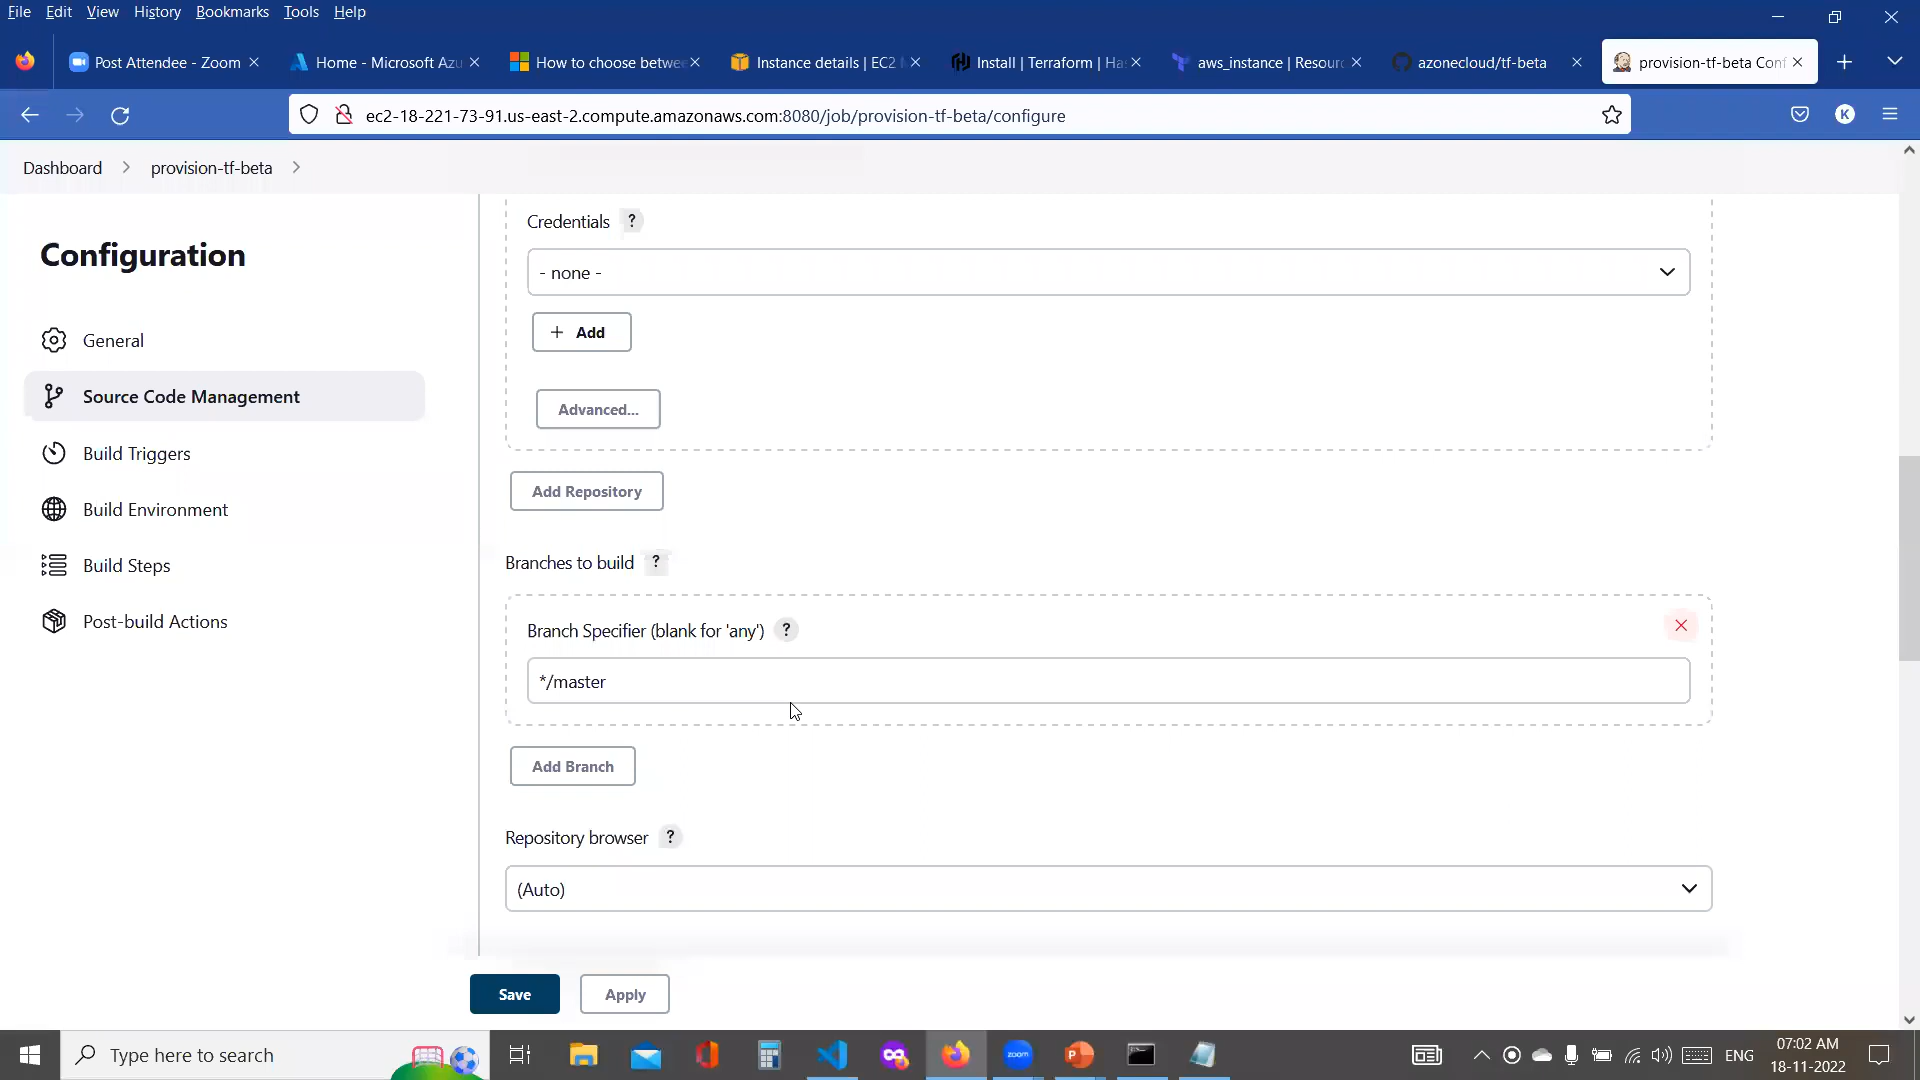 File Edit View History Bookmarks Tools Help
Post Attendee - Zoom
Home - Microsoft Azu
How to choose betwee
Instance details | EC2 M
Install | Terraform | Has
aws_instance | Resourc
azonecloud/tf-beta
provision-tf-beta Conf
ec2-18-221-73-91.us-east-2.compute.amazonaws.com:8080/job/provision-tf-beta/configure
K
Dashboard > provision-tf-beta >
Configuration
General
Source Code Management
Build Triggers
Build Environment
Build Steps
Post-build Actions
Credentials ?
- none -
+ Add
Advanced...
Add Repository
Branches to build ?
Branch Specifier (blank for 'any') ?
*/master
Add Branch
Repository browser ?
(Auto)
Save Apply
Type here to search
zoom
P
ENG
07:02 AM
18-11-2022